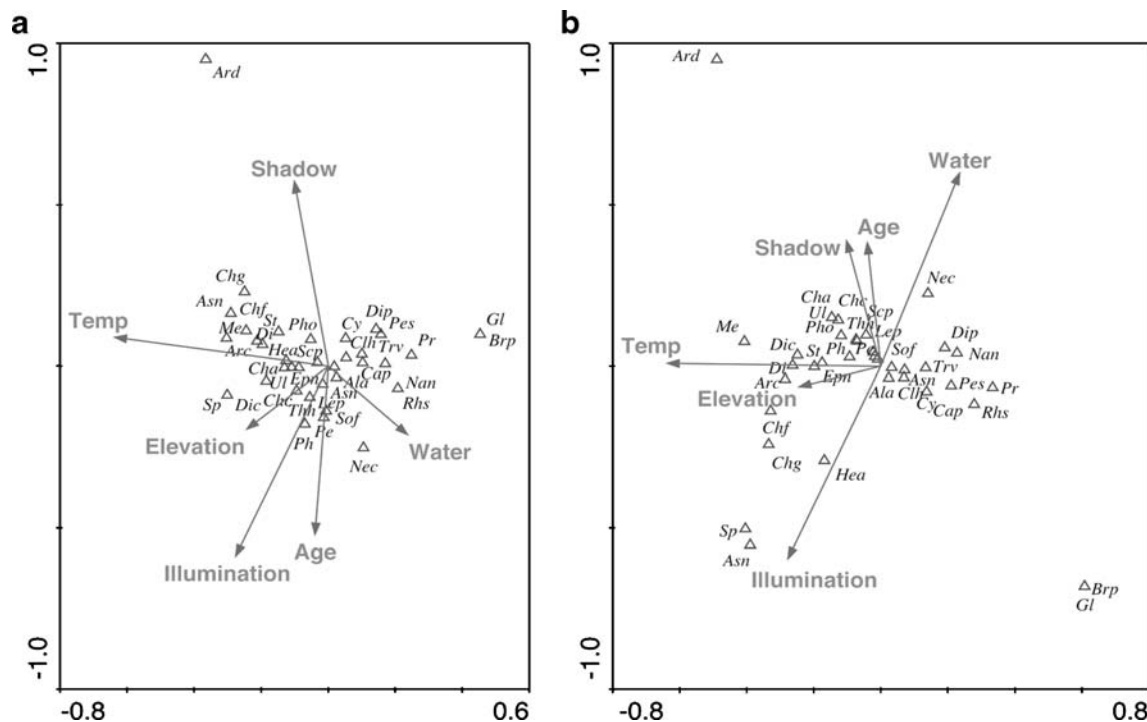 a
1.0
Ard
Shadow
Temp
Chg
Asn
Chf
Me
St
Di
Pho
Arc
Hea
Scp
Cha
Ul
Epn
Sp
Dic
Chc
Thh
Lep
Ph
Pe
Sof
Asn
Ala
Cy
Clh
Dip
Pes
Trv
Cap
Pr
Gl
Brp
Nan
Rhs
Nec
Elevation
Water
Illumination
Age
-1.0
-0.8
0.6
b
1.0
Ard
Water
Age
Shadow
Nec
Cha
Chc
Ul
Scp
Pho
Thh
Lep
Me
Temp
Dic
St
Ph
Pe
Sof
Dip
Nan
Di
Arc
Epn
Trv
Asn
Ala
Clh
Pes
Pr
Cy
Cap
Rhs
Elevation
Chf
Chg
Hea
Sp
Asn
Illumination
Brp
Gl
-1.0
-0.8
0.8